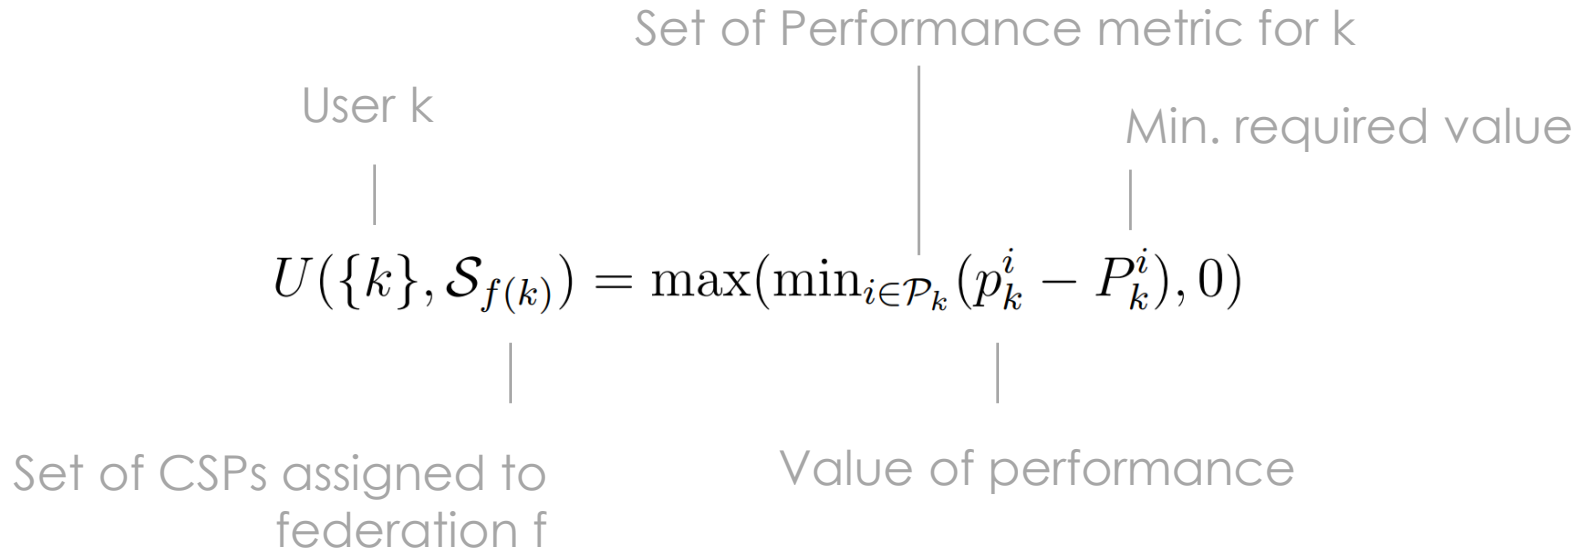 Set of Performance metric for k
User k
Min. required value
U({k}, 𝒮_{f(k)}) = max(min_{i∈𝒫_k}(p_k^i − P_k^i), 0)
Set of CSPs assigned to
federation f
Value of performance